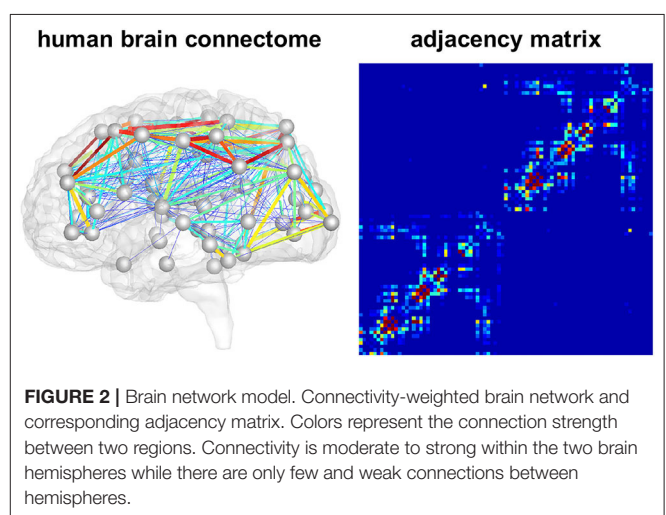 human brain connectome
adjacency matrix
FIGURE 2 | Brain network model. Connectivity-weighted brain network and
corresponding adjacency matrix. Colors represent the connection strength
between two regions. Connectivity is moderate to strong within the two brain
hemispheres while there are only few and weak connections between
hemispheres.